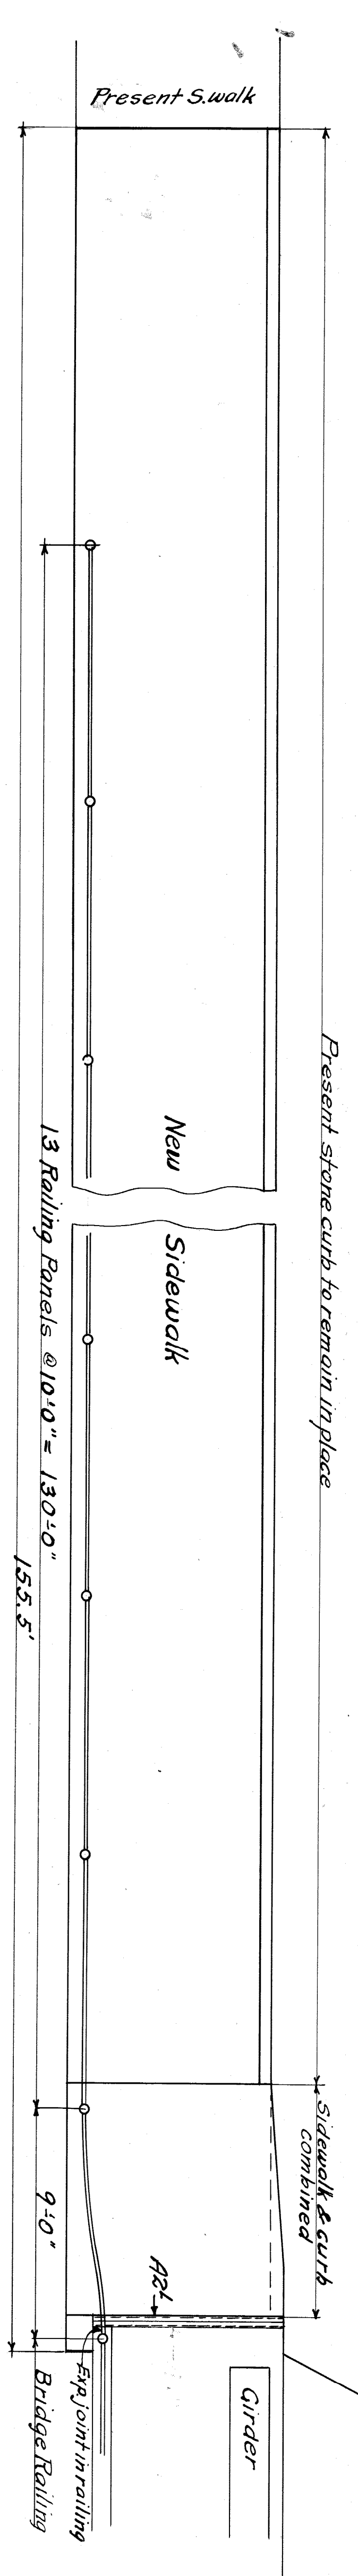 Present S.walk
Present stone curb to remain in place
New Sidewalk
13 Railing Panels @ 10'-0" = 130'-0"
155.5'
Sidewalk & curb
combined
9'-0"
A21
Girder
Exp. joint in railing
Bridge Railing